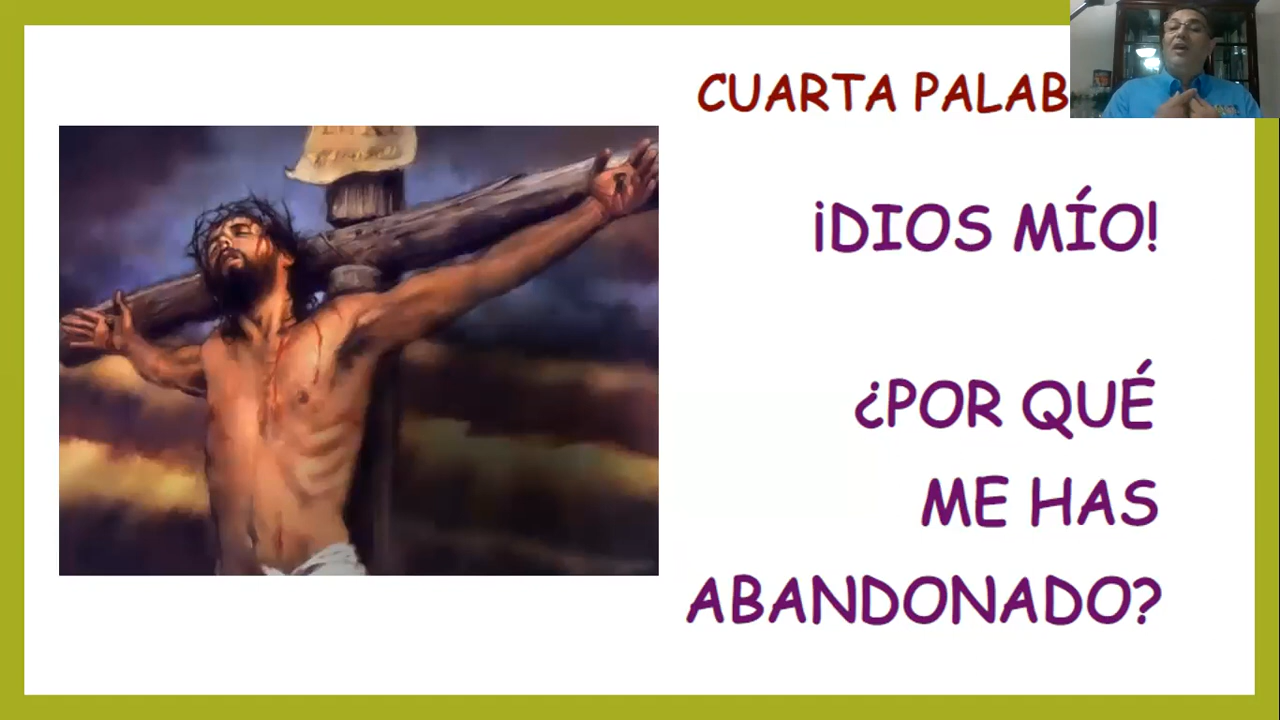 CUARTA PALAB
¡DIOS MÍO!
¿POR QUÉ
ME HAS
ABANDONADO?